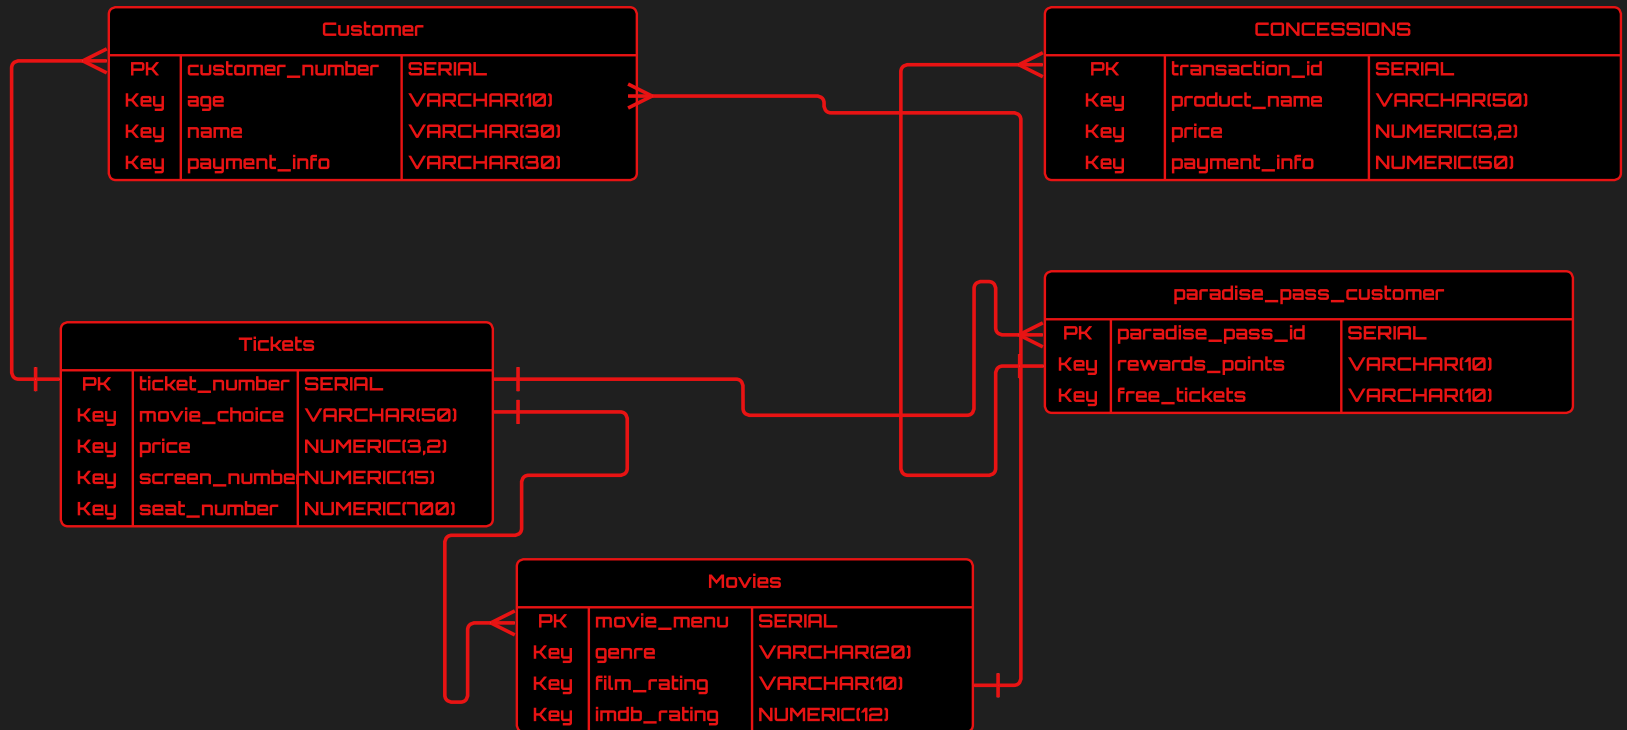 Customer
PK customer_number SERIAL
Key age VARCHAR(10)
Key name VARCHAR(30)
Key payment_info VARCHAR(30)
CONCESSIONS
PK transaction_id SERIAL
Key product_name VARCHAR(50)
Key price NUMERIC(3,2)
Key payment_info NUMERIC(50)
paradise_pass_customer
PK paradise_pass_id SERIAL
Key rewards_points VARCHAR(10)
Key free_tickets VARCHAR(10)
Tickets
PK ticket_number SERIAL
Key movie_choice VARCHAR(50)
Key price NUMERIC(3,2)
Key screen_number NUMERIC(15)
Key seat_number NUMERIC(700)
Movies
PK movie_menu SERIAL
Key genre VARCHAR(20)
Key film_rating VARCHAR(10)
Key imdb_rating NUMERIC(12)